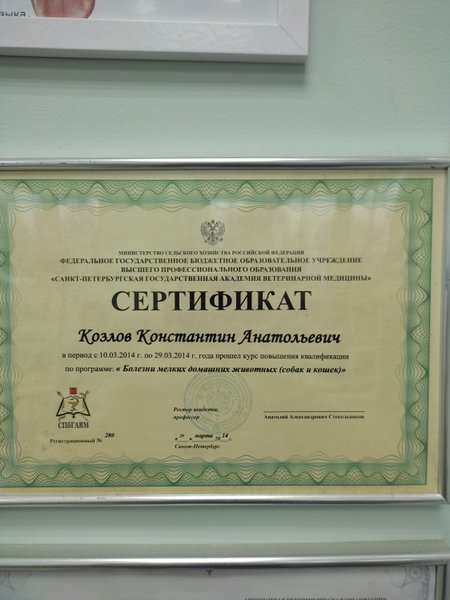 зыка.
МИНИСТЕРСТВО СЕЛЬСКОГО ХОЗЯЙСТВА РОССИЙСКОЙ ФЕДЕРАЦИИ
ФЕДЕРАЛЬНОЕ ГОСУДАРСТВЕННОЕ БЮДЖЕТНОЕ ОБРАЗОВАТЕЛЬНОЕ УЧРЕЖДЕНИЕ
ВЫСШЕГО ПРОФЕССИОНАЛЬНОГО ОБРАЗОВАНИЯ
«САНКТ-ПЕТЕРБУРГСКАЯ ГОСУДАРСТВЕННАЯ АКАДЕМИЯ ВЕТЕРИНАРНОЙ МЕДИЦИНЫ»
СЕРТИФИКАТ
Козлов Константин Анатольевич
в период с 10.03.2014 г. по 29.03.2014 г. года прошел курс повышения квалификации
по программе: « Болезни мелких домашних животных (собак и кошек)»
СПбГАВМ
Ректор академии,
профессор
Анатолий Александрович Стекольников
Регистрационный № 280
« 29 » марта 2014
Санкт-Петербург